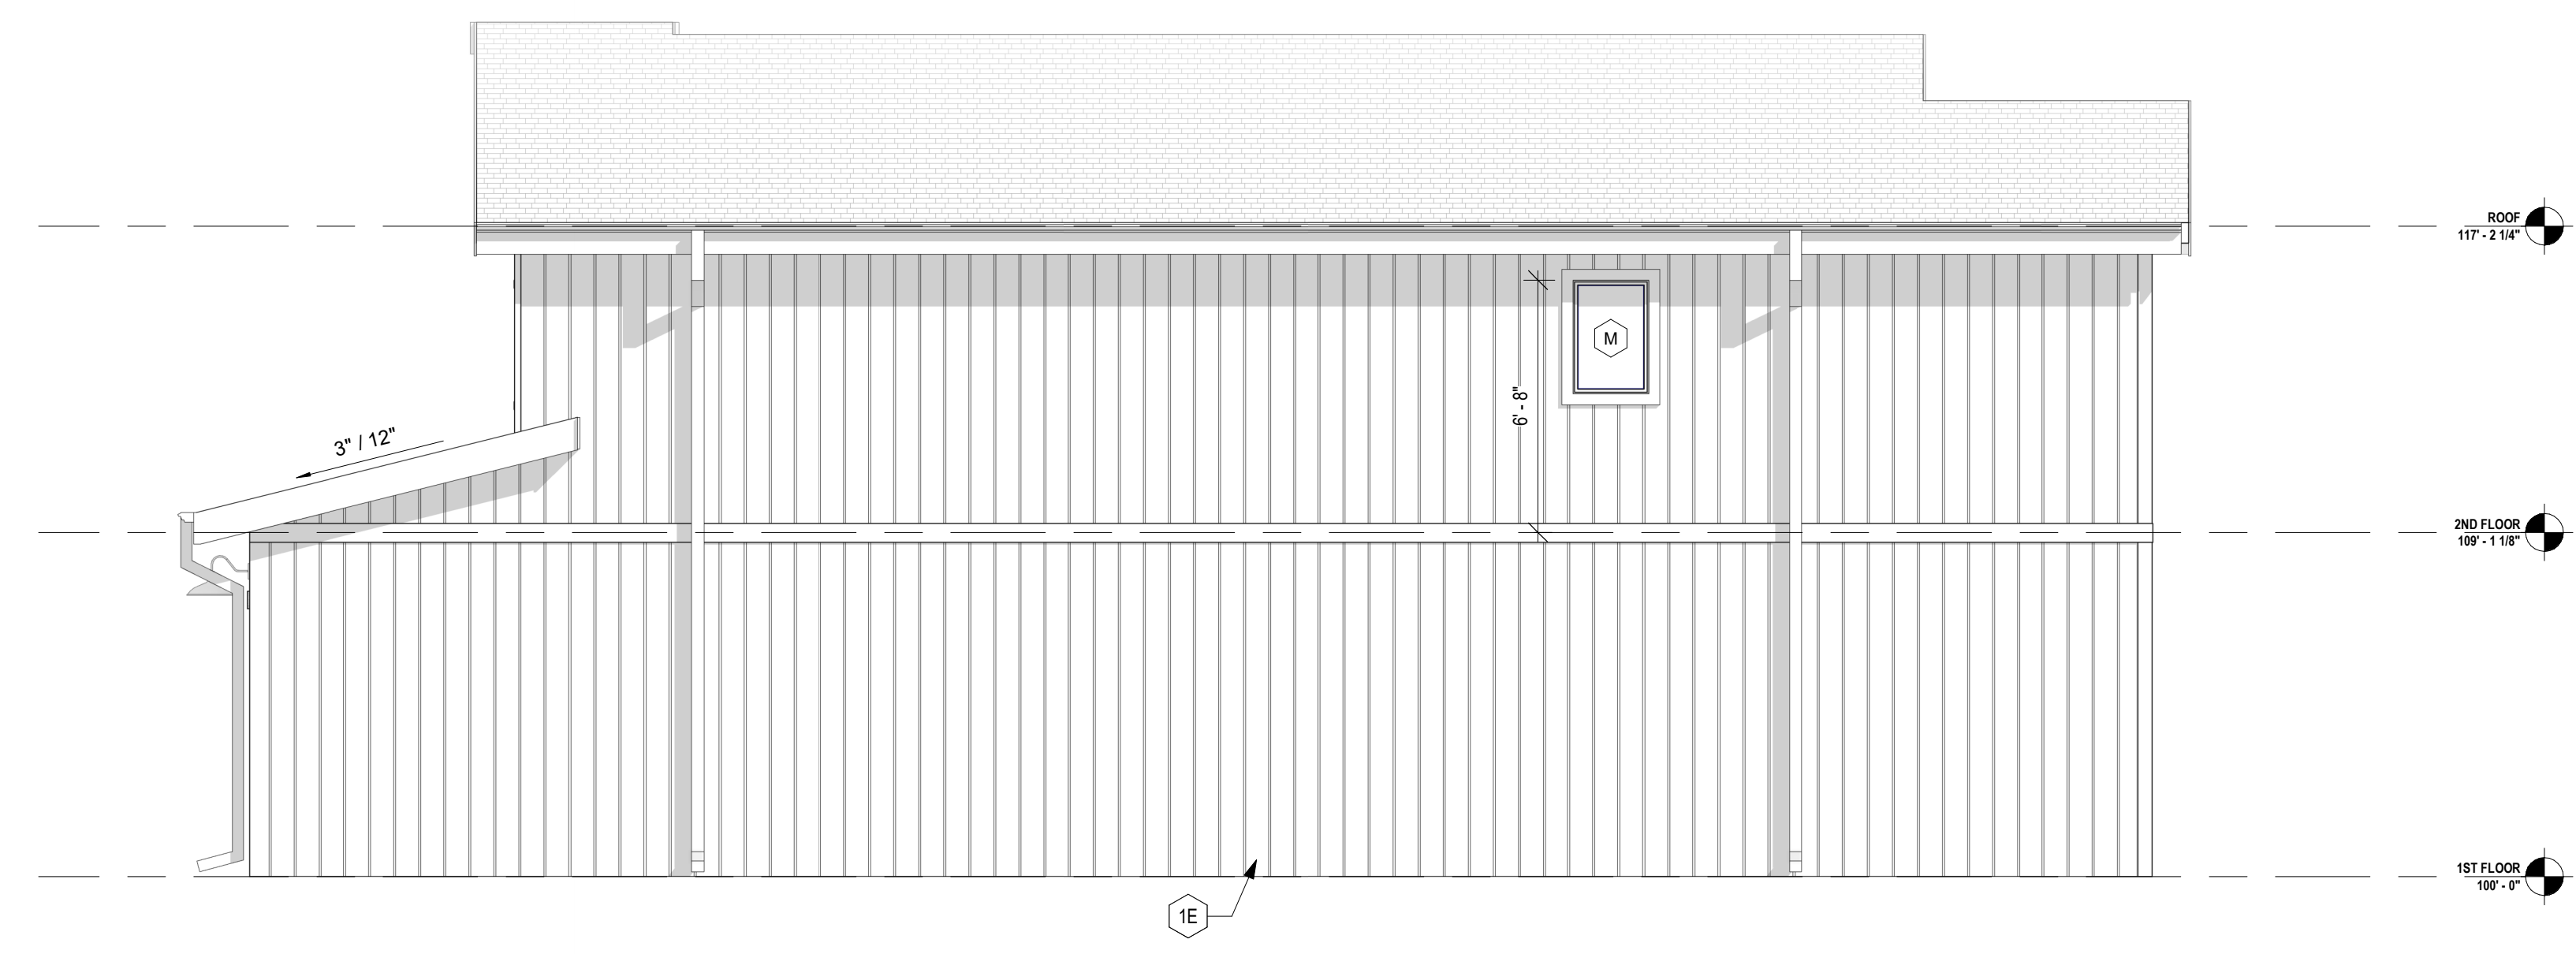 ROOF
117' - 2 1/4"
M
6' - 8"
3" / 12"
2ND FLOOR
109' - 1 1/8"
1ST FLOOR
100' - 0"
1E